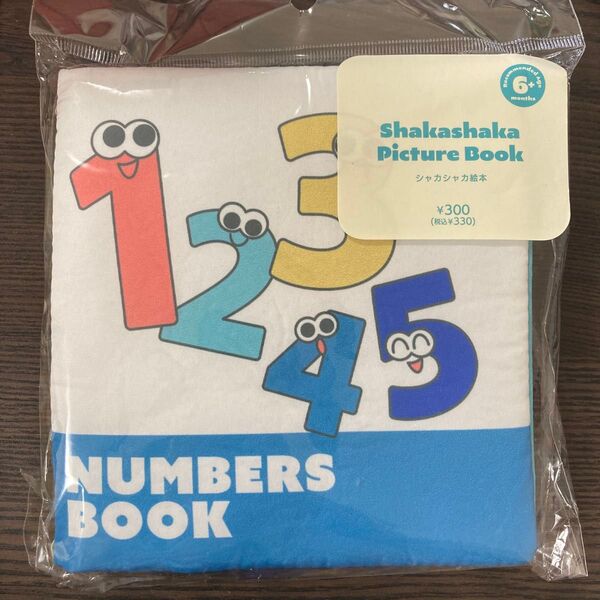 Recommended age
6+
months
Shakashaka
Picture Book
シャカシャカ絵本
¥300
(税込¥330)
1
2
3
4
5
NUMBERS
BOOK